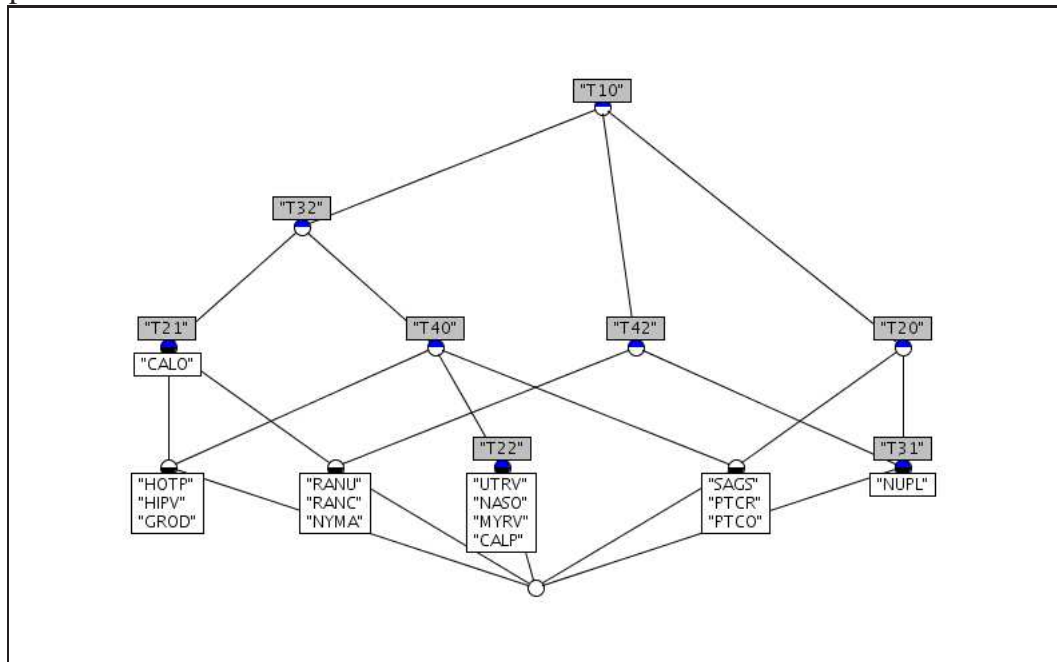 "T10"
"T32"
"T21"
"T40"
"T42"
"T20"
"CALO"
"T22"
"T31"
"HOTP"
"HIPV"
"GROD"
"RANU"
"RANC"
"NYMA"
"UTRV"
"NASO"
"MYRV"
"CALP"
"SAGS"
"PTCR"
"PTCO"
"NUPL"